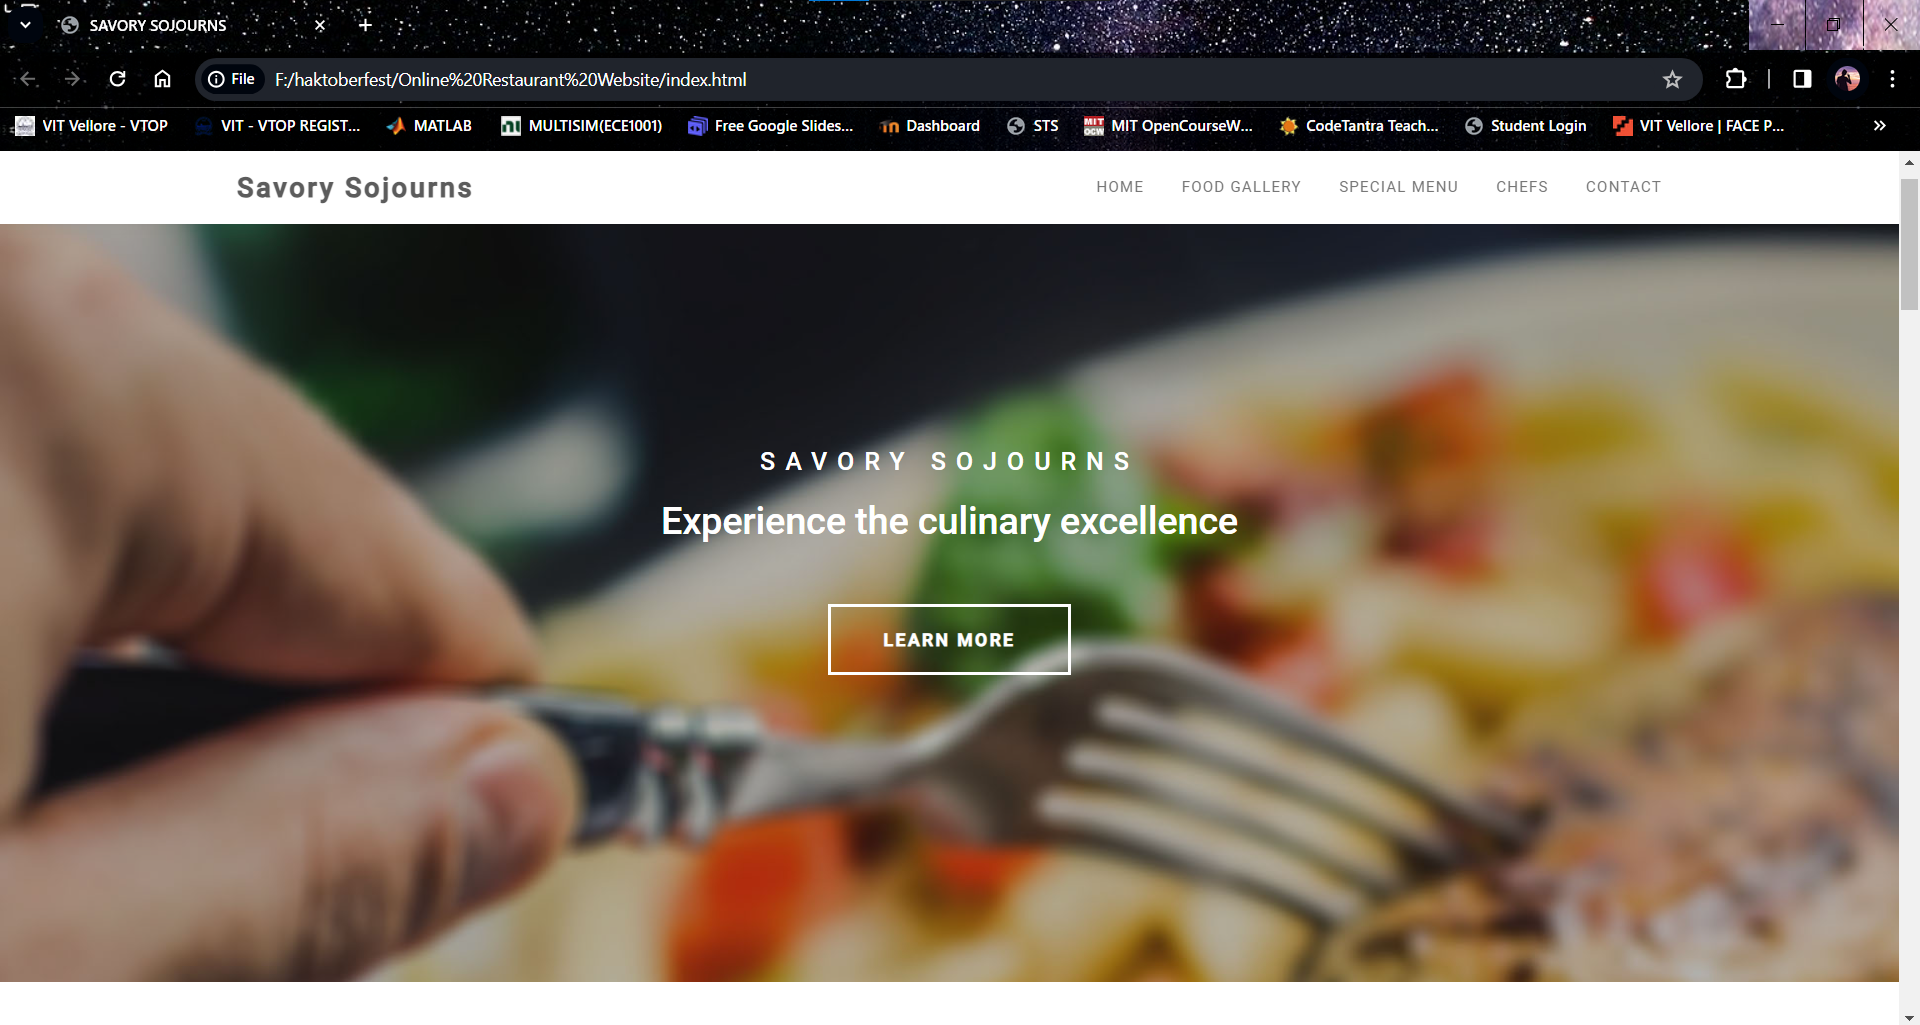 SAVORY SOJOURNS
File F:/haktoberfest/Online%20Restaurant%20Website/index.html
VIT Vellore - VTOP VIT - VTOP REGIST... MATLAB MULTISIM(ECE1001) Free Google Slides... Dashboard STS MIT OpenCourseW... CodeTantra Teach... Student Login VIT Vellore | FACE P...
Savory Sojourns HOME FOOD GALLERY SPECIAL MENU CHEFS CONTACT
SAVORY SOJOURNS
Experience the culinary excellence
LEARN MORE